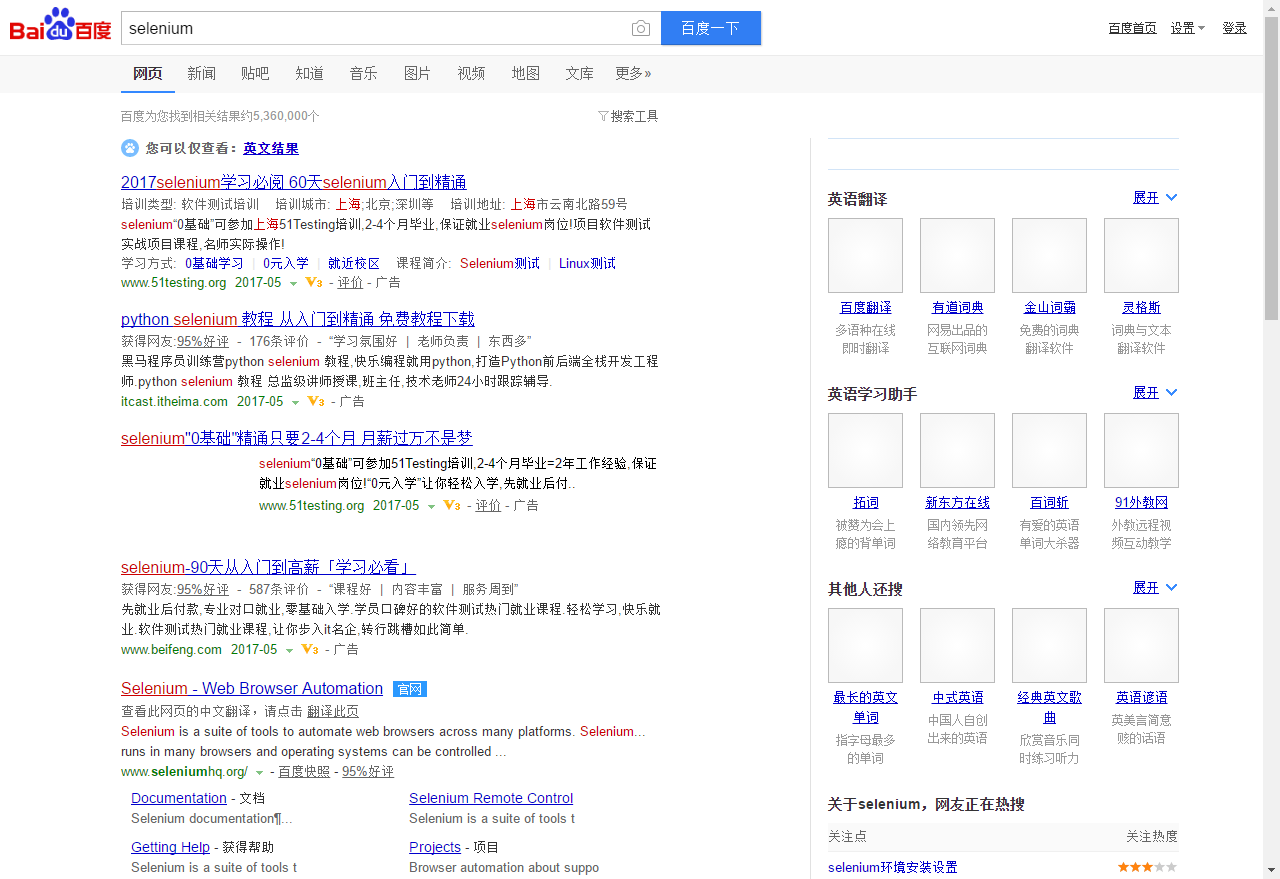 Baidu百度 selenium 百度一下 百度首页 设置 登录
网页 新闻 贴吧 知道 音乐 图片 视频 地图 文库 更多»
百度为您找到相关结果约5,360,000个 搜索工具
您可以仅查看：英文结果
2017selenium学习必阅 60天selenium入门到精通
培训类型: 软件测试培训 培训城市: 上海;北京;深圳等 培训地址: 上海市云南北路59号
selenium“0基础”可参加上海51Testing培训,2-4个月毕业,保证就业selenium岗位!项目软件测试
实战项目课程,名师实际操作!
学习方式: 0基础学习 | 0元入学 | 就近校区 课程简介: Selenium测试 | Linux测试
www.51testing.org 2017-05 V3 - 评价 - 广告
python selenium 教程 从入门到精通 免费教程下载
获得网友:95%好评 - 176条评价 - “学习氛围好 | 老师负责 | 东西多”
黑马程序员训练营python selenium 教程,快乐编程就用python,打造Python前后端全栈开发工程
师.python selenium 教程 总监级讲师授课,班主任,技术老师24小时跟踪辅导.
itcast.itheima.com 2017-05 V3 - 广告
selenium"0基础"精通只要2-4个月 月薪过万不是梦
selenium“0基础”可参加51Testing培训,2-4个月毕业=2年工作经验,保证
就业selenium岗位!“0元入学”让你轻松入学,先就业后付..
www.51testing.org 2017-05 V3 - 评价 - 广告
selenium-90天从入门到高薪「学习必看」
获得网友:95%好评 - 587条评价 - “课程好 | 内容丰富 | 服务周到”
先就业后付款,专业对口就业,零基础入学.学员口碑好的软件测试热门就业课程.轻松学习,快乐就
业.软件测试热门就业课程,让你步入it名企,转行跳槽如此简单.
www.beifeng.com 2017-05 V3 - 广告
Selenium - Web Browser Automation 官网
查看此网页的中文翻译，请点击 翻译此页
Selenium is a suite of tools to automate web browsers across many platforms. Selenium...
runs in many browsers and operating systems can be controlled ...
www.seleniumhq.org/ - 百度快照 - 95%好评
Documentation - 文档 Selenium Remote Control
Selenium documentation¶... Selenium is a suite of tools t
Getting Help - 获得帮助 Projects - 项目
Selenium is a suite of tools t Browser automation about suppo
英语翻译 展开
百度翻译 有道词典 金山词霸 灵格斯
多语种在线 网易出品的 免费的词典 词典与文本
即时翻译 互联网词典 翻译软件 翻译软件
英语学习助手 展开
拓词 新东方在线 百词斩 91外教网
被赞为会上 国内领先网 有爱的英语 外教远程视
瘾的背单词 络教育平台 单词大杀器 频互动教学
其他人还搜 展开
最长的英文 中式英语 经典英文歌 英语谚语
单词 中国人自创 曲 英美言简意
指字母最多 出来的英语 欣赏音乐同 赅的话语
的单词 时练习听力
关于selenium，网友正在热搜
关注点 关注热度
selenium环境安装设置